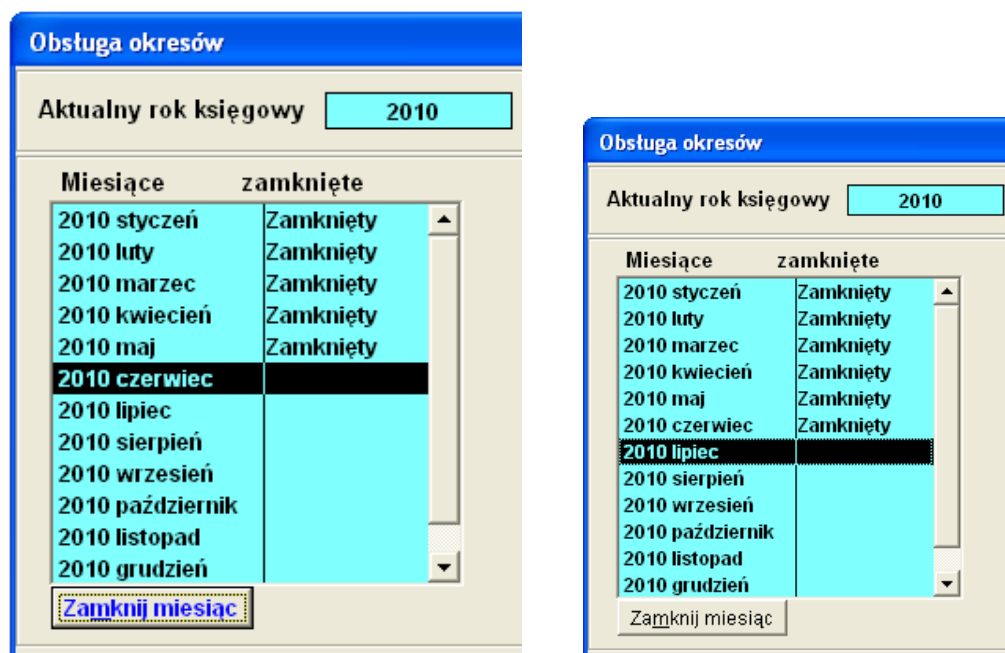 Obsługa okresów
Aktualny rok księgowy 2010
Miesiące zamknięte
2010 styczeń Zamknięty
2010 luty Zamknięty
2010 marzec Zamknięty
2010 kwiecień Zamknięty
2010 maj Zamknięty
2010 czerwiec
2010 lipiec
2010 sierpień
2010 wrzesień
2010 październik
2010 listopad
2010 grudzień
Zamknij miesiąc
Obsługa okresów
Aktualny rok księgowy 2010
Miesiące zamknięte
2010 styczeń Zamknięty
2010 luty Zamknięty
2010 marzec Zamknięty
2010 kwiecień Zamknięty
2010 maj Zamknięty
2010 czerwiec Zamknięty
2010 lipiec
2010 sierpień
2010 wrzesień
2010 październik
2010 listopad
2010 grudzień
Zamknij miesiąc